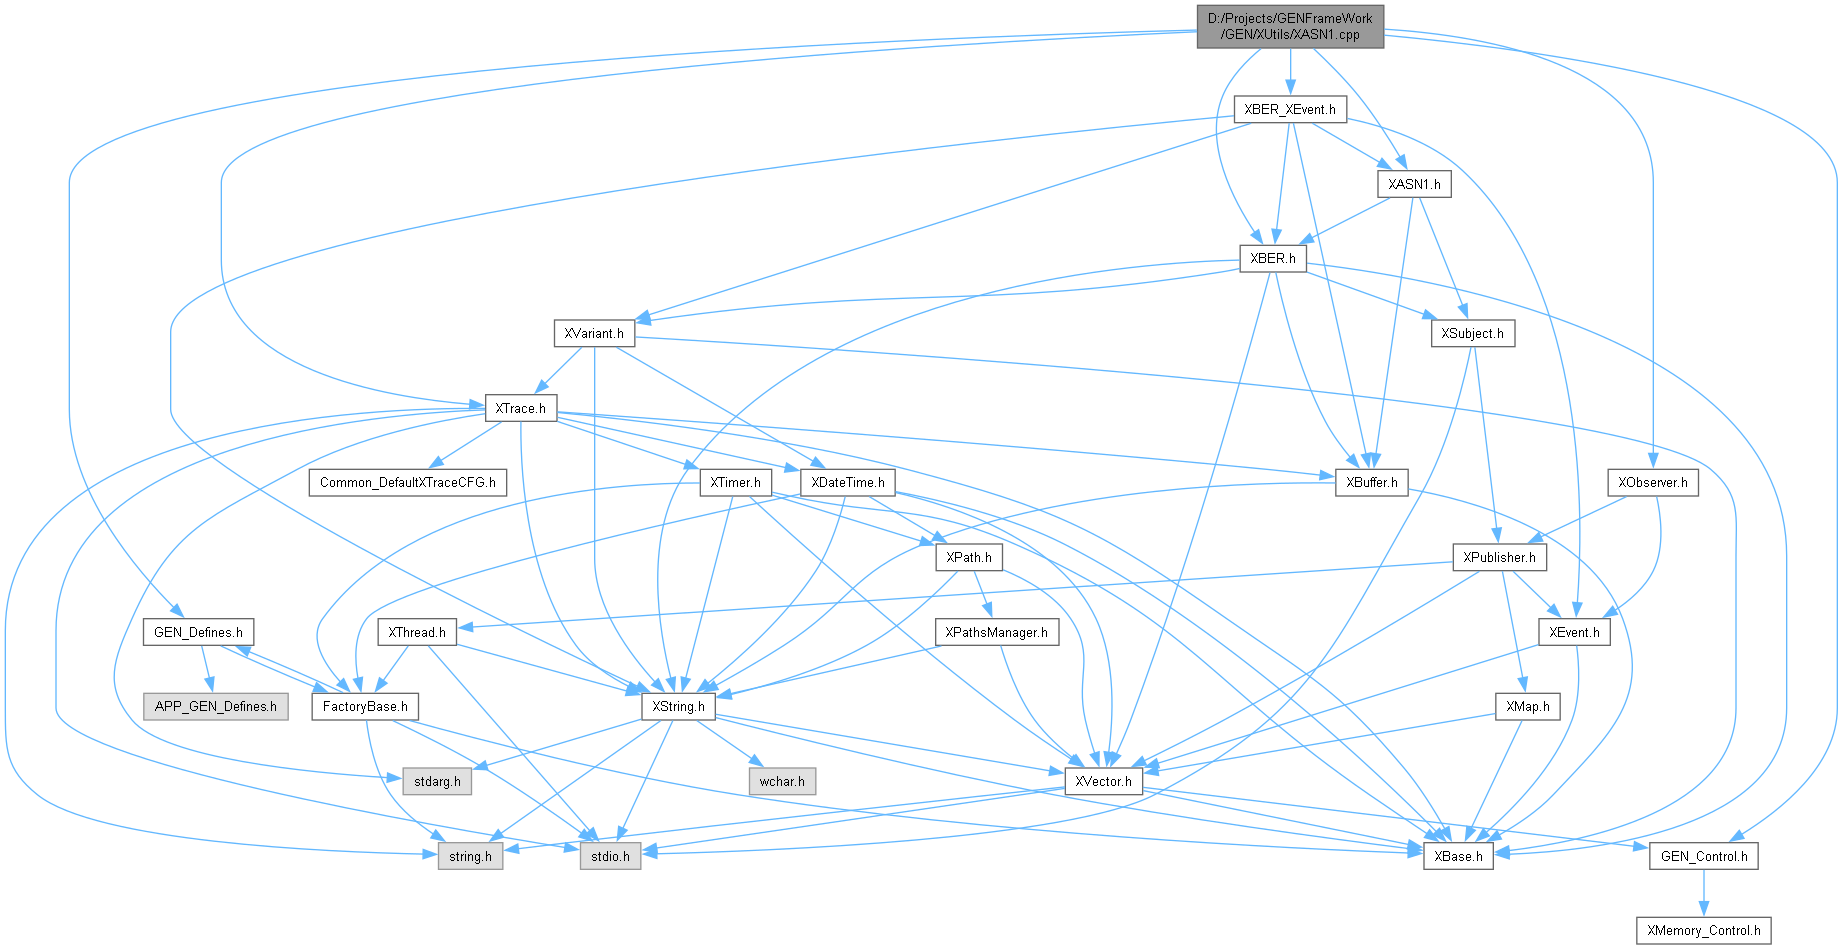 D:/Projects/GENFrameWork
/GEN/XUtils/XASN1.cpp
XBER_XEvent.h
XASN1.h
XBER.h
XVariant.h
XSubject.h
XTrace.h
Common_DefaultXTraceCFG.h
XTimer.h
XDateTime.h
XBuffer.h
XObserver.h
XPath.h
XPublisher.h
GEN_Defines.h
XThread.h
XPathsManager.h
XEvent.h
APP_GEN_Defines.h
FactoryBase.h
XString.h
XMap.h
stdarg.h
wchar.h
XVector.h
string.h
stdio.h
XBase.h
GEN_Control.h
XMemory_Control.h